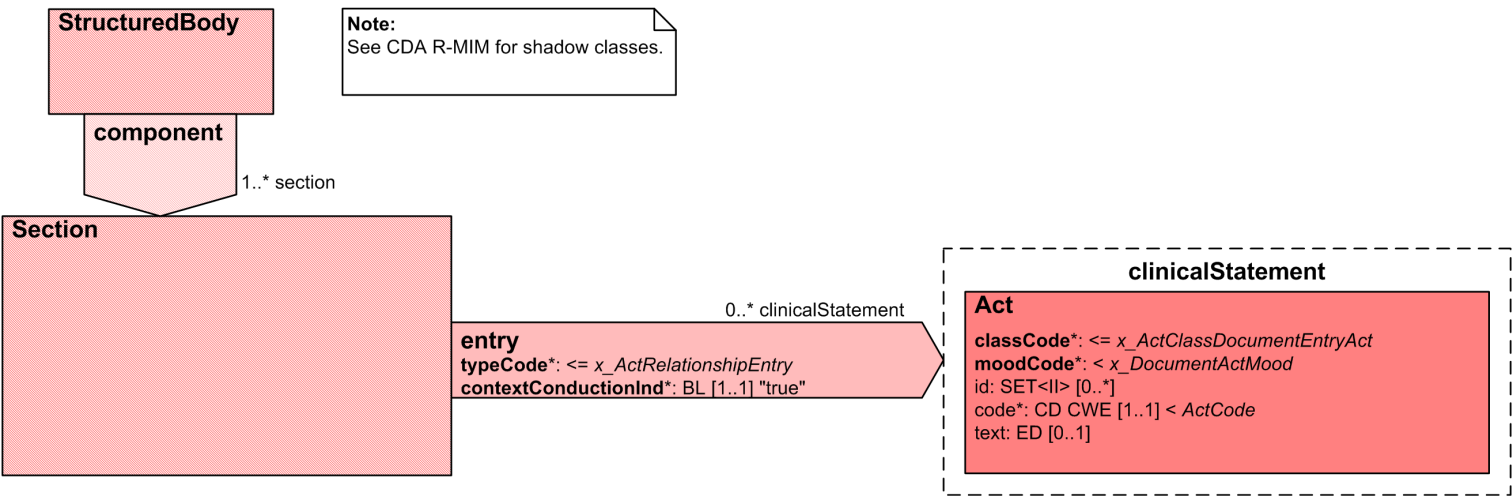 StructuredBody
Note:
See CDA R-MIM for shadow classes.
component
1..* section
Section
clinicalStatement
0..* clinicalStatement
Act
entry
typeCode*: <= x_ActRelationshipEntry
contextConductionInd*: BL [1..1] "true"
classCode*: <= x_ActClassDocumentEntryAct
moodCode*: < x_DocumentActMood
id: SET<II> [0..*]
code*: CD CWE [1..1] < ActCode
text: ED [0..1]